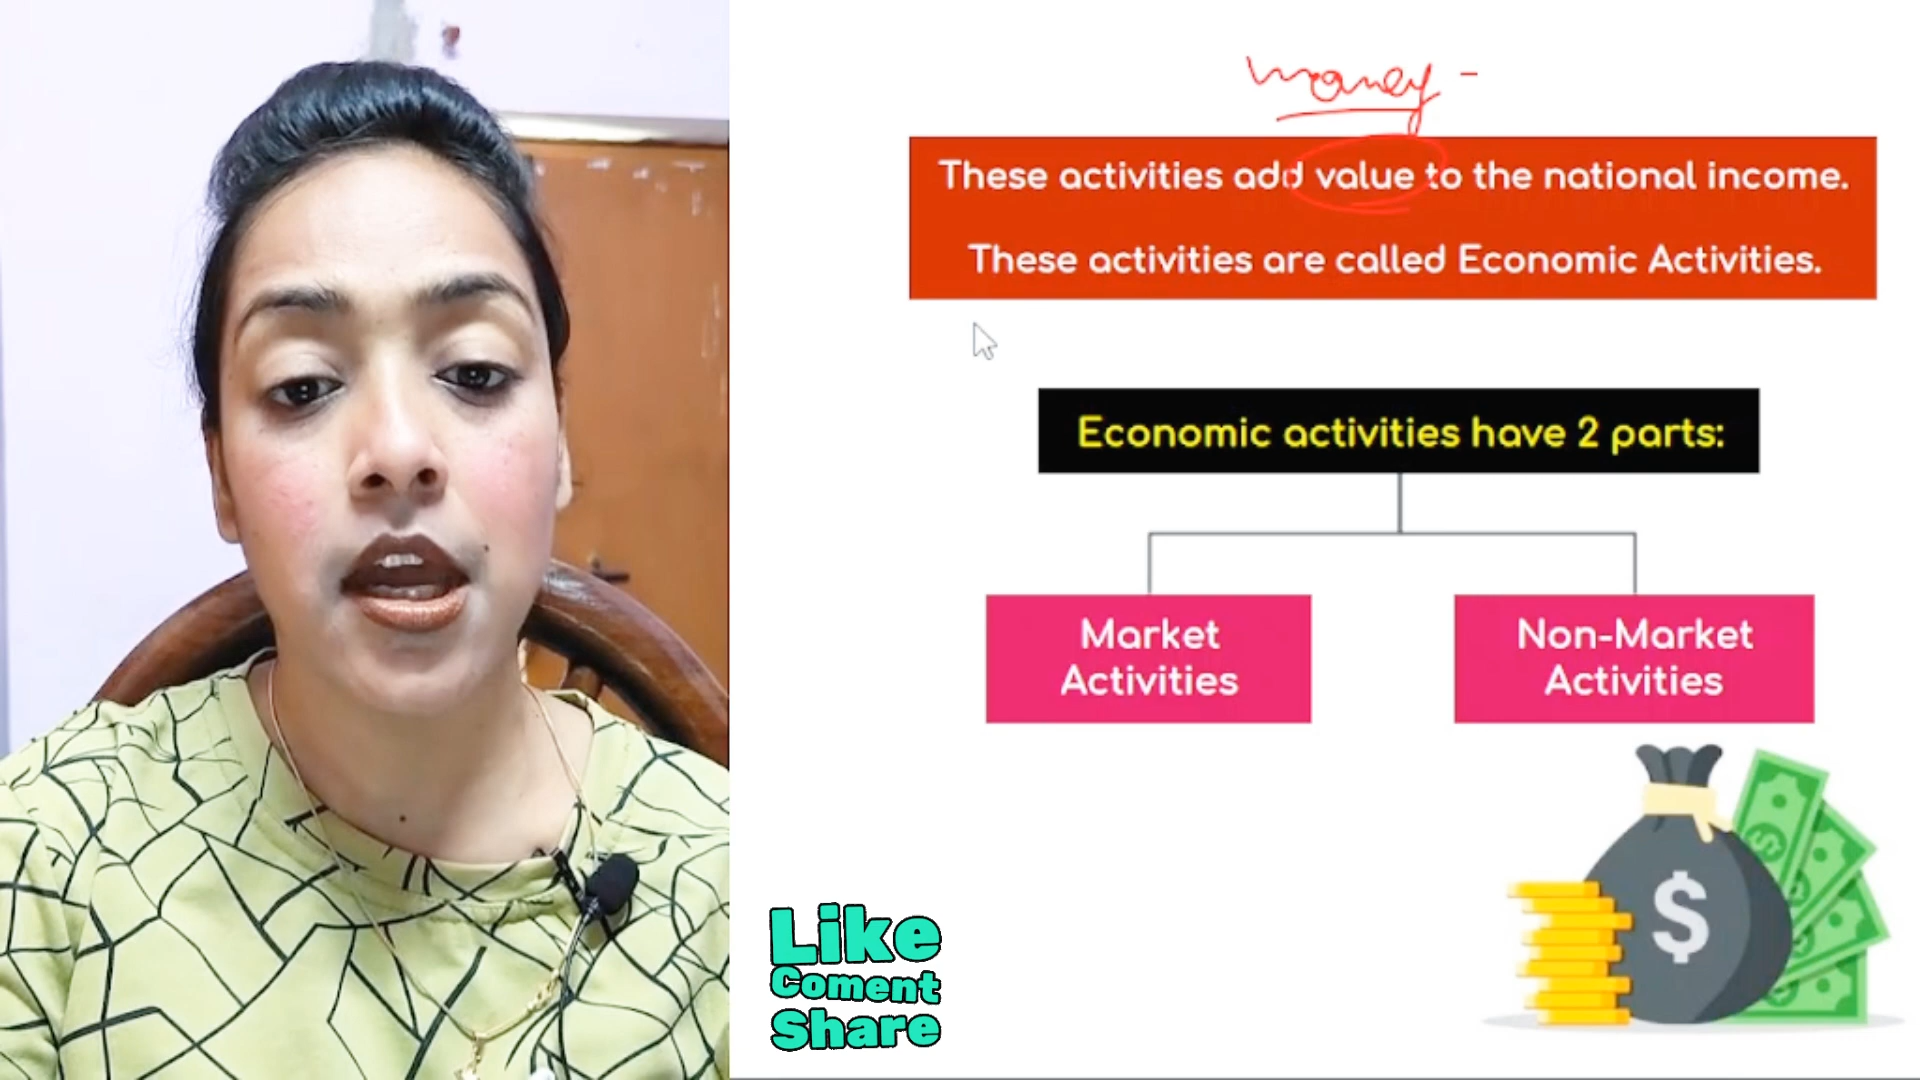 money -
These activities add value to the national income.
These activities are called Economic Activities.
Economic activities have 2 parts:
Market
Activities
Non-Market
Activities
$
Like
Coment
Share